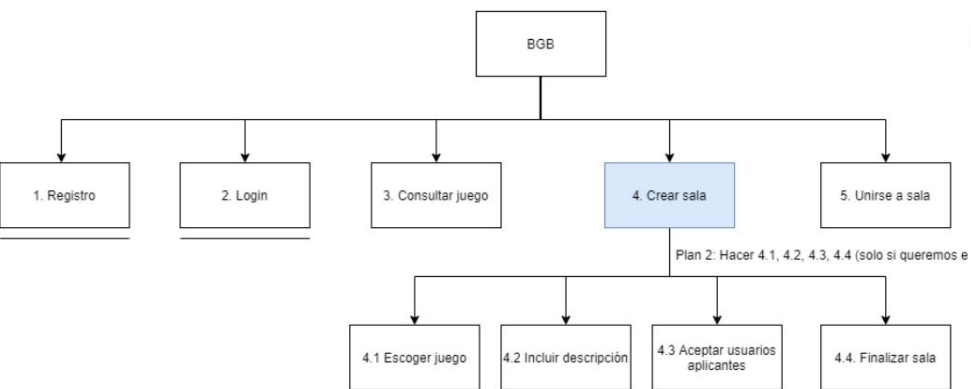 BGB
1. Registro
2. Login
3. Consultar juego
4. Crear sala
5. Unirse a sala
Plan 2: Hacer 4.1, 4.2, 4.3, 4.4 (solo si queremos e
4.1 Escoger juego
4.2 Incluir descripción
4.3 Aceptar usuarios
aplicantes
4.4. Finalizar sala